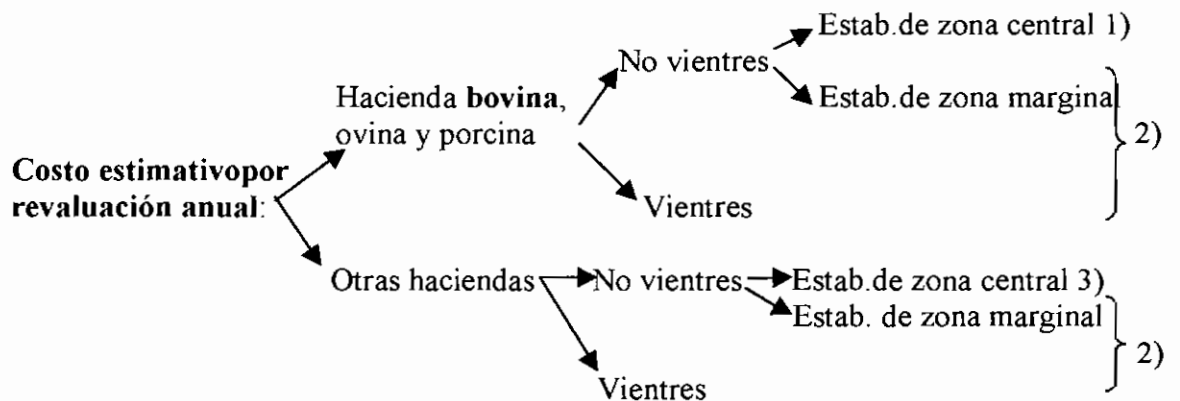 Estab.de zona central 1)
No vientres
Hacienda bovina,
Estab.de zona marginal
ovina y porcina
2)
Costo estimativopor
revaluación anual:
Vientres
Otras haciendas
No vientres
Estab.de zona central 3)
Estab. de zona marginal
2)
Vientres